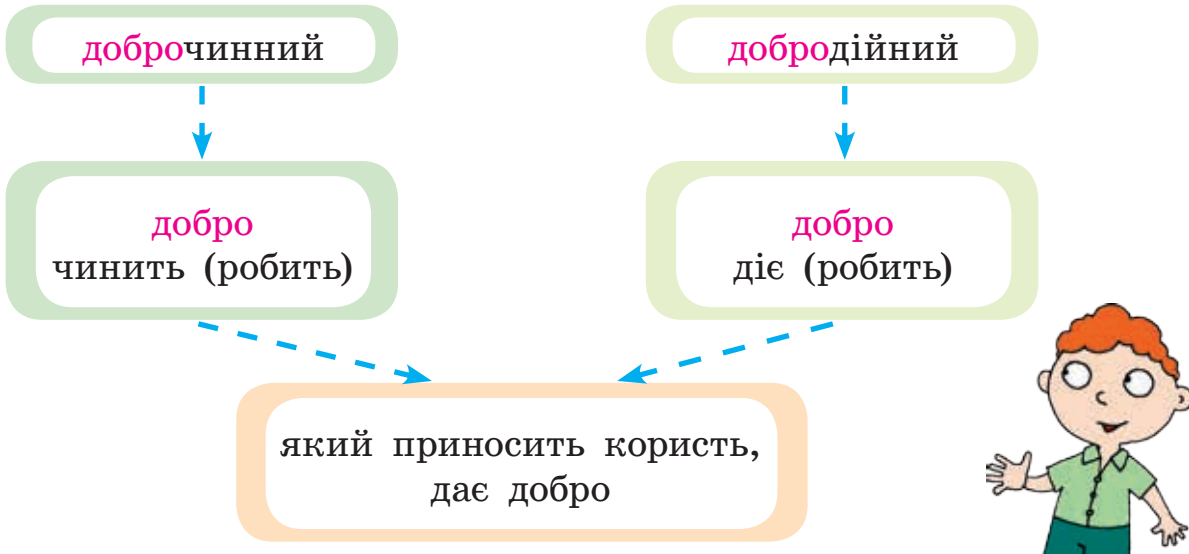 доброчинний
добродійний
добро
чинить (робить)
добро
діє (робить)
який приносить користь,
дає добро